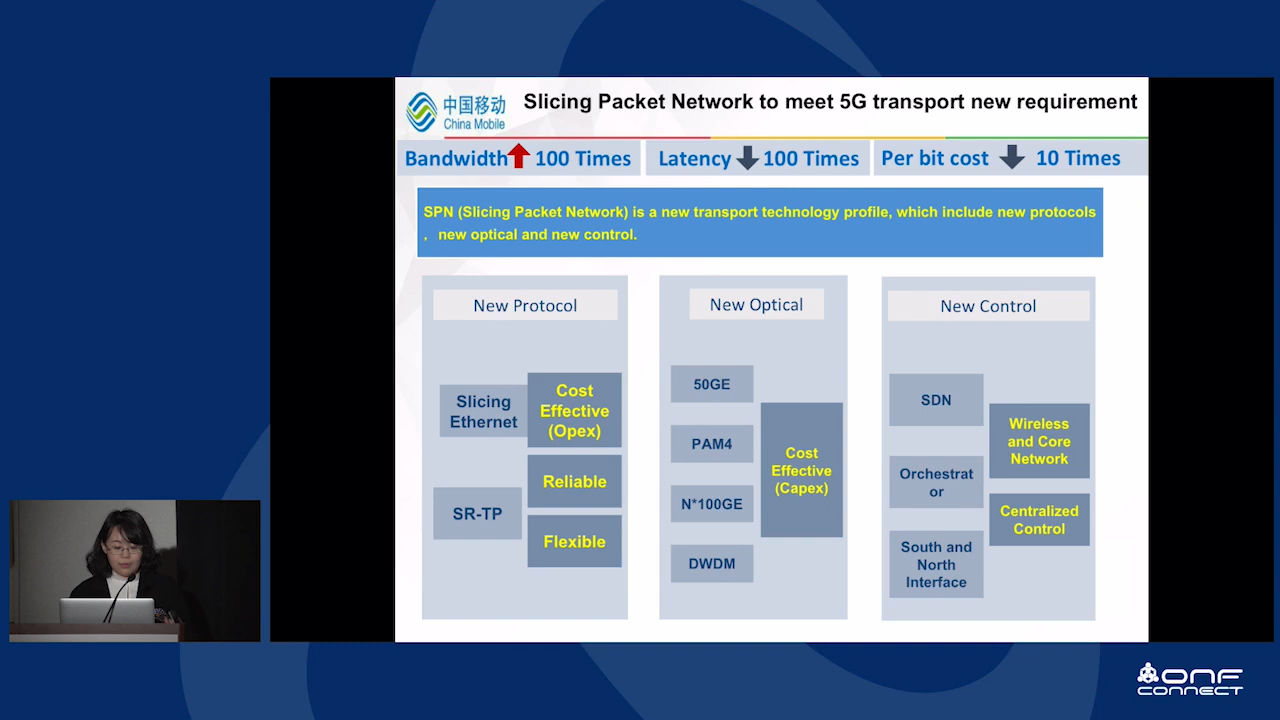 中国移动
China Mobile
Slicing Packet Network to meet 5G transport new requirement
Bandwidth 100 Times
Latency 100 Times
Per bit cost 10 Times
SPN (Slicing Packet Network) is a new transport technology profile, which include new protocols
， new optical and new control.
New Protocol
Slicing
Ethernet
Cost
Effective
(Opex)
Reliable
SR-TP
Flexible
New Optical
50GE
PAM4
N*100GE
DWDM
Cost
Effective
(Capex)
New Control
SDN
Orchestrat
or
South and
North
Interface
Wireless
and Core
Network
Centralized
Control
ONF
CONNECT